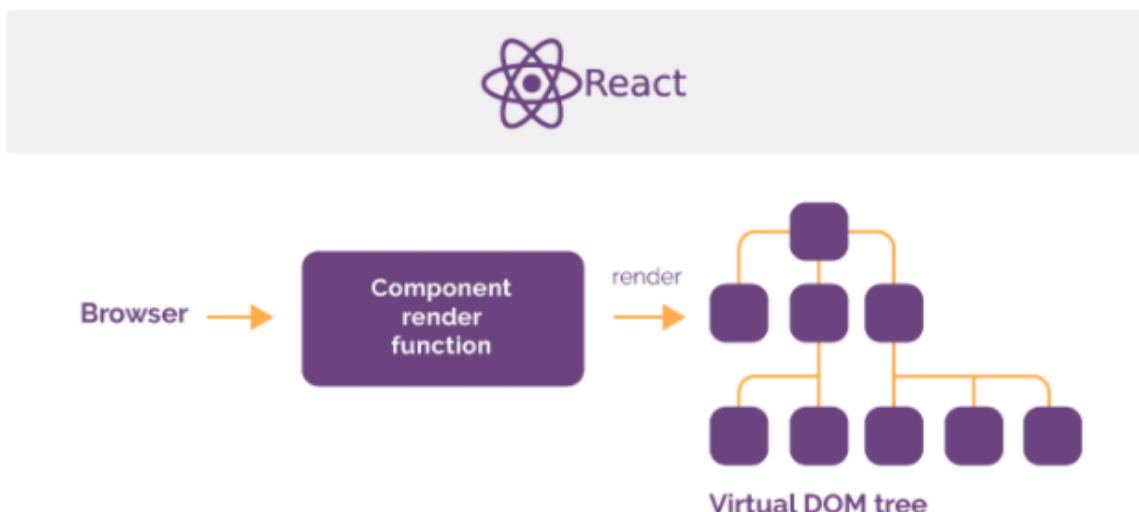 React
Browser
Component
render
function
render
Virtual DOM tree